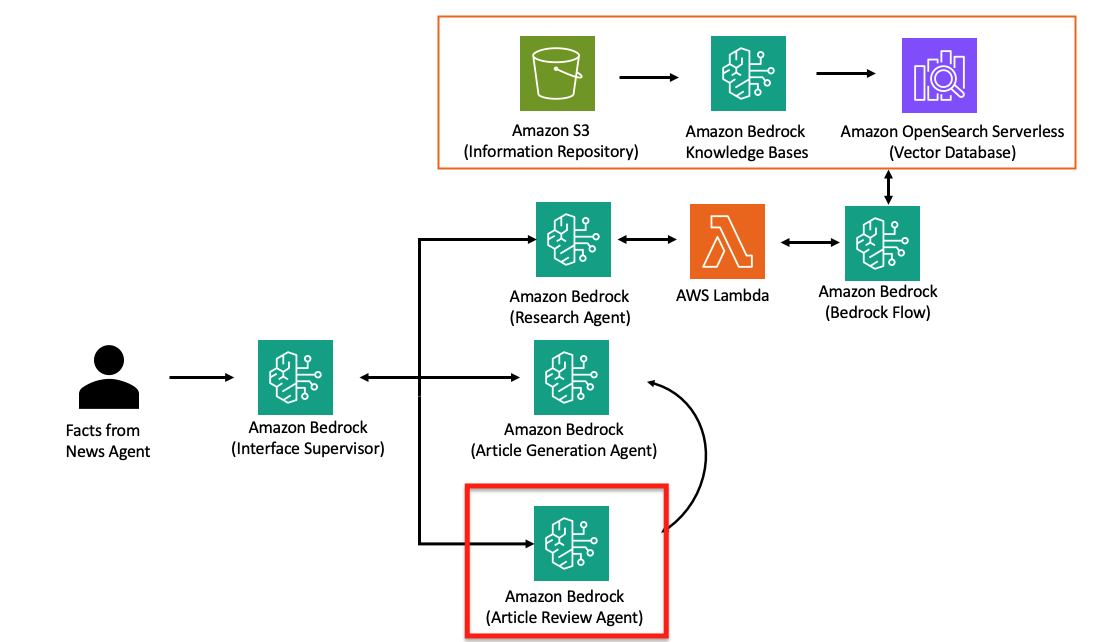 Amazon S3
(Information Repository)
Amazon Bedrock
Knowledge Bases
Amazon OpenSearch Serverless
(Vector Database)
Amazon Bedrock
(Research Agent)
AWS Lambda
Amazon Bedrock
(Bedrock Flow)
Facts from
News Agent
Amazon Bedrock
(Interface Supervisor)
Amazon Bedrock
(Article Generation Agent)
Amazon Bedrock
(Article Review Agent)